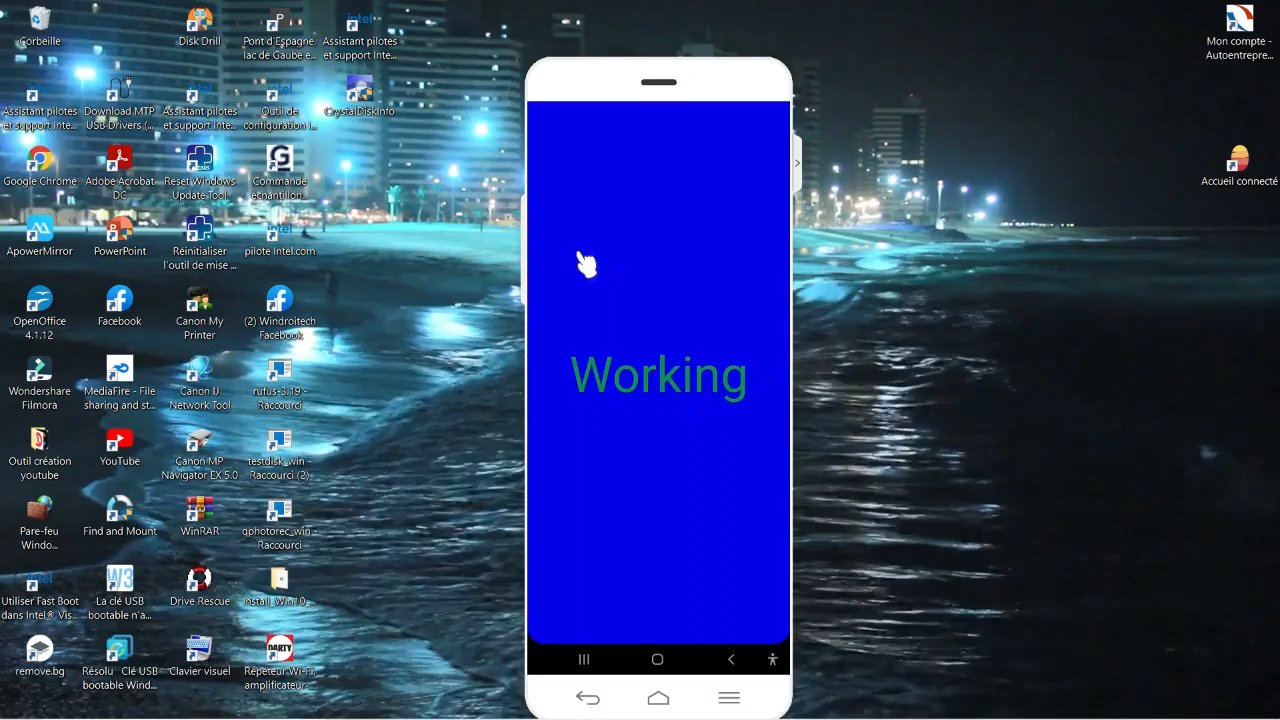 Corbeille
Disk Drill
Pont d'Espagne,
lac de Gaube e...
intel
Assistant pilotes
et support Inte...
Mon compte -
Autoentrepre...
Assistant pilotes
et support Inte...
Download MTP
USB Drivers (...
Assistant pilotes
et support Inte...
Outil de
configuration I...
CrystalDiskInfo
Google Chrome
Adobe Acrobat
DC
Reset Windows
Update Tool
Commande
échantillon...
Accueil connecté
ApowerMirror
PowerPoint
Réinitialiser
l'outil de mise ...
pilote Intel.com
OpenOffice
4.1.12
Facebook
Canon My
Printer
(2) Windroitech
Facebook
Wondershare
Filmora
MediaFire - File
sharing and st...
Canon IJ
Network Tool
rufus-3.19 -
Raccourci
Working
Outil création
youtube
YouTube
Canon MP
Navigator EX 5.0
testdisk_win -
Raccourci (2)
Pare-feu
Windo...
Find and Mount
WinRAR
qphotorec_win -
Raccourci
intel
Utiliser Fast Boot
dans Intel® Vis...
W3
La clé USB
bootable n'a...
Drive Rescue
Install_Win10_...
remove.bg
Résolu _ Clé USB
bootable Wind...
Clavier visuel
DARTY
Répéteur Wi-Fi,
amplificateur